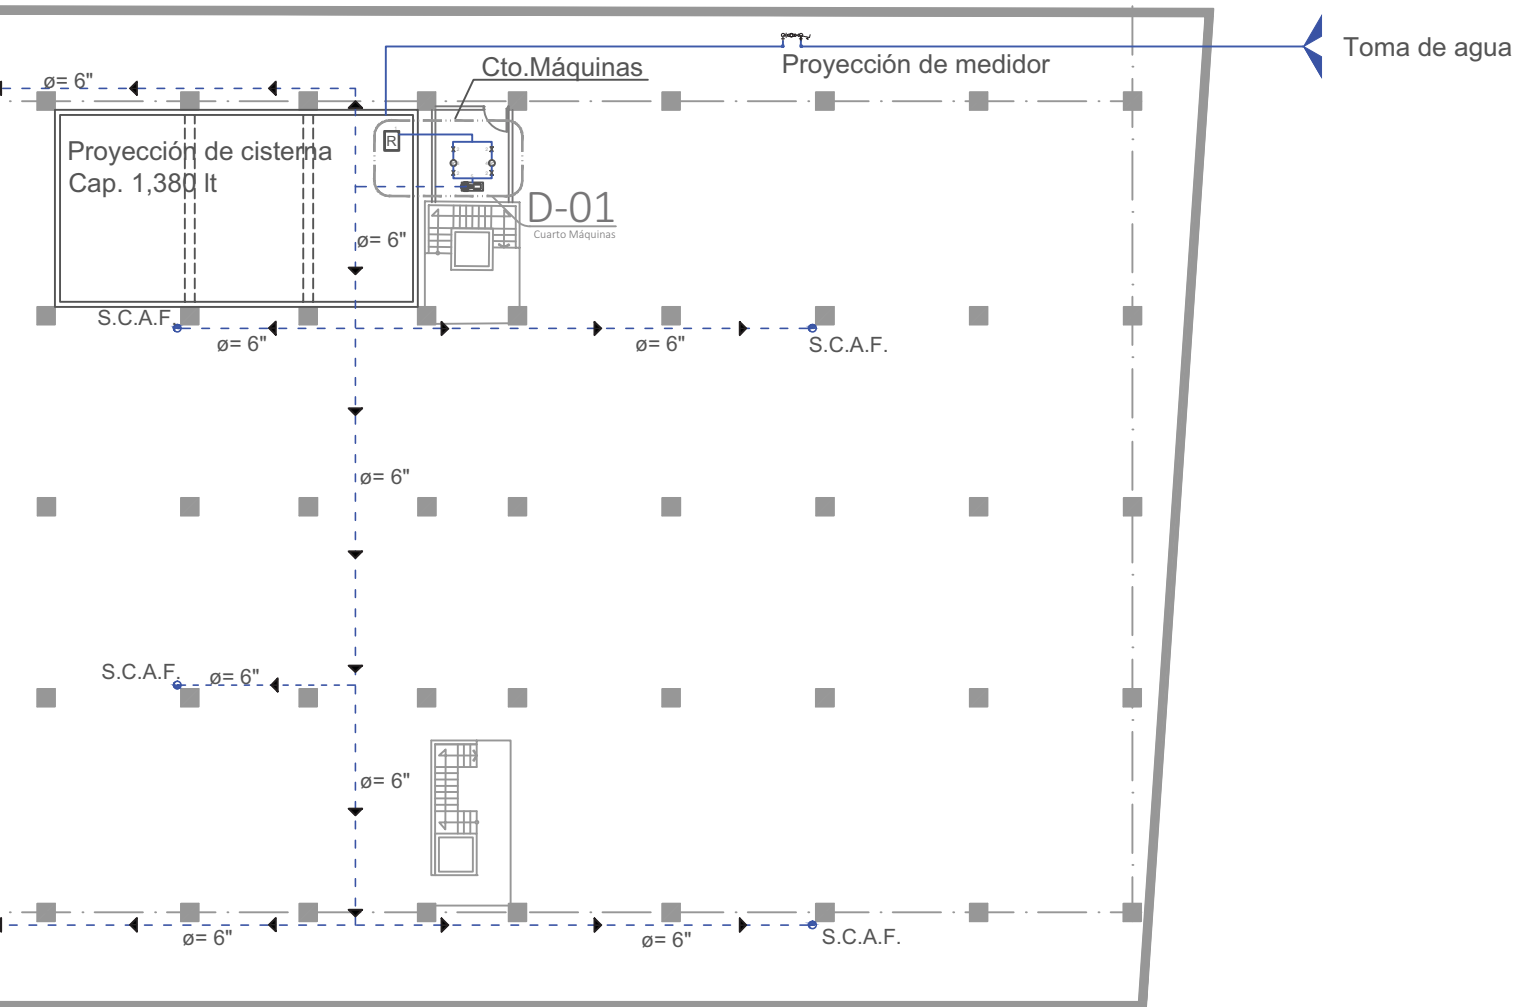 Toma de agua
Cto.Máquinas
Proyección de medidor
ø= 6"
R
Proyección de cisterna
Cap. 1,380 lt
D-01
Cuarto Máquinas
ø= 6"
S.C.A.F.
ø= 6"
ø= 6"
S.C.A.F.
ø= 6"
S.C.A.F.
ø= 6"
ø= 6"
ø= 6"
ø= 6"
S.C.A.F.